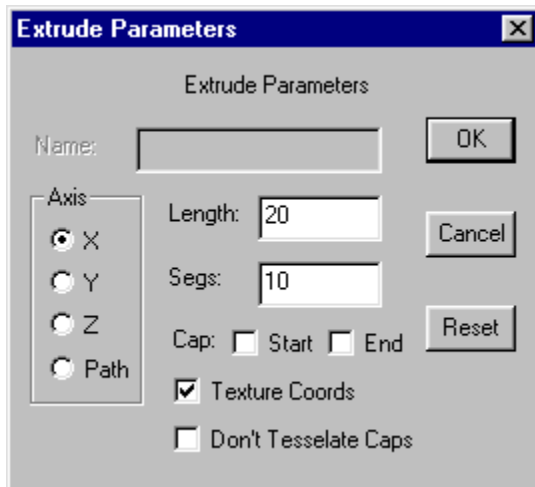 Extrude Parameters
Extrude Parameters
Name:
OK
Axis
X
Y
Z
Path
Length: 20
Segs: 10
Cap: Start End
Texture Coords
Don't Tesselate Caps
Cancel
Reset